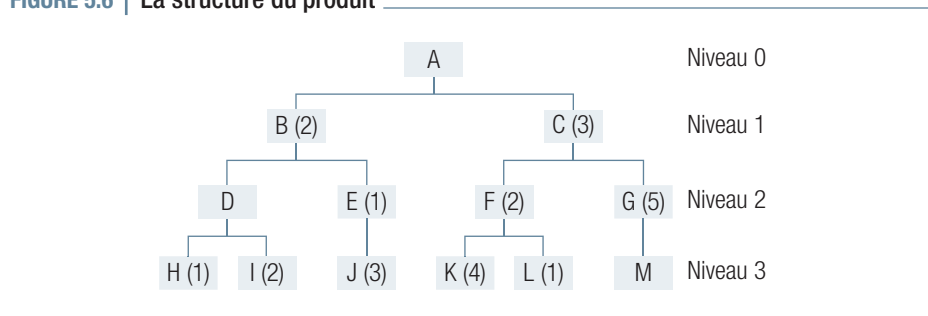 FIGURE 5.6 | La structure du produit
A Niveau 0
B (2) C (3) Niveau 1
D E (1) F (2) G (5) Niveau 2
H (1) I (2) J (3) K (4) L (1) M Niveau 3